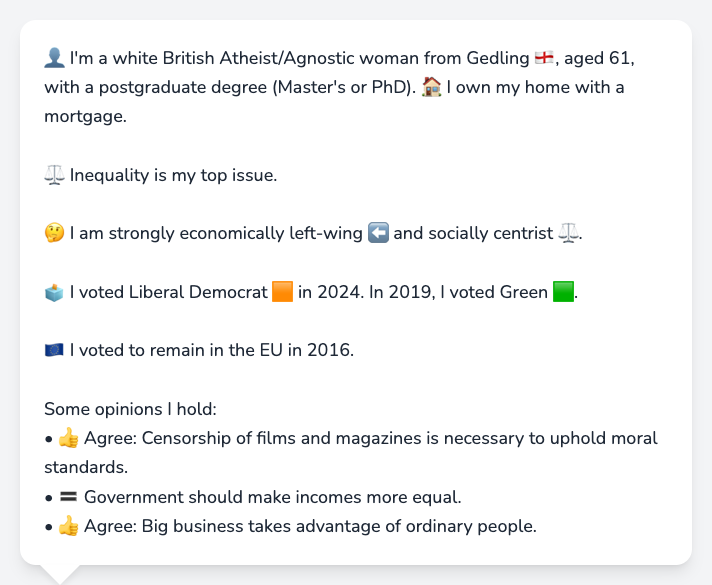 👤 I'm a white British Atheist/Agnostic woman from Gedling 🏴󠁧󠁢󠁥󠁮󠁧󠁿, aged 61,
with a postgraduate degree (Master's or PhD). 🏠 I own my home with a
mortgage.
⚖️ Inequality is my top issue.
🤔 I am strongly economically left-wing ⬅️ and socially centrist ⚖️.
🗳️ I voted Liberal Democrat 🟧 in 2024. In 2019, I voted Green 🟩.
🇪🇺 I voted to remain in the EU in 2016.
Some opinions I hold:
• 👍 Agree: Censorship of films and magazines is necessary to uphold moral
standards.
• 🟰 Government should make incomes more equal.
• 👍 Agree: Big business takes advantage of ordinary people.